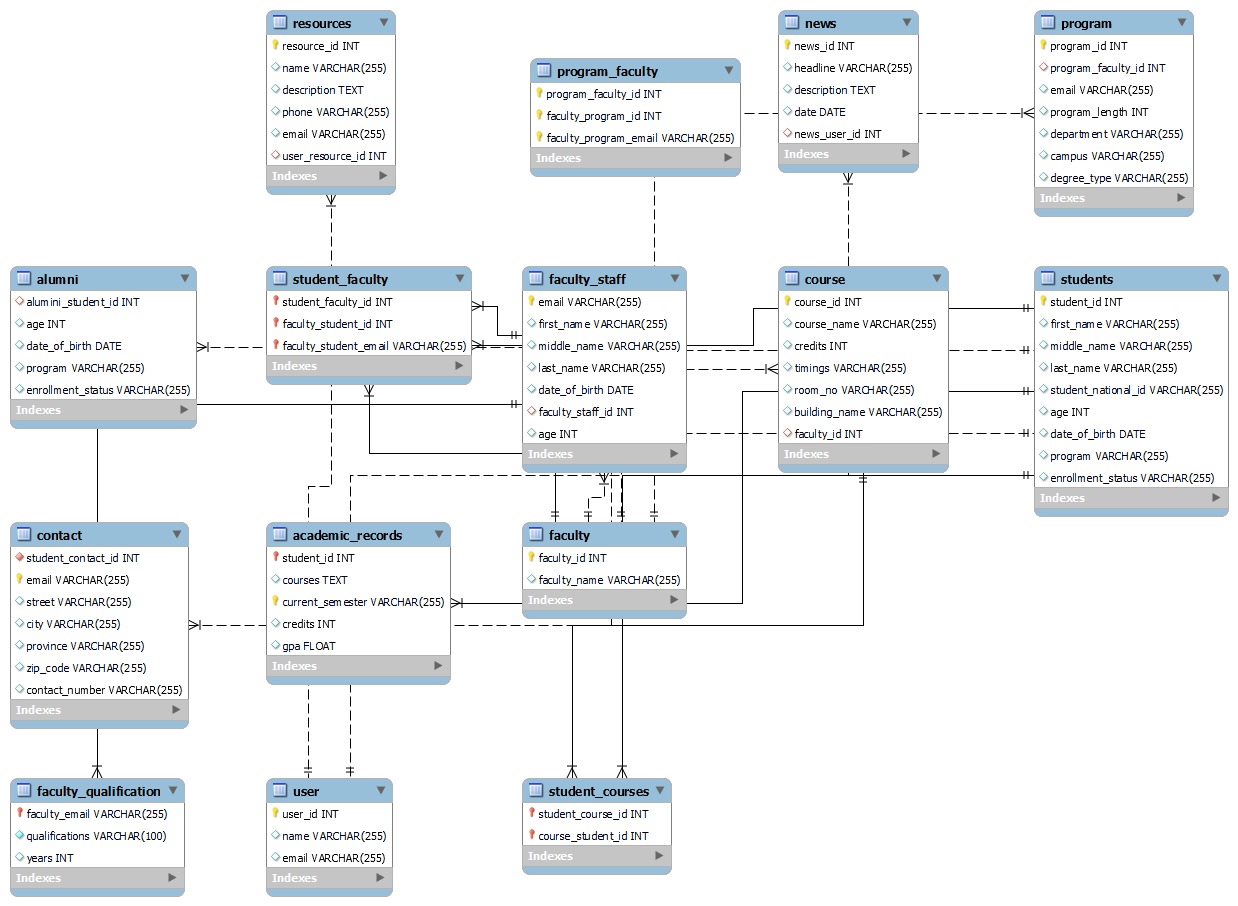 resources
resource_id INT
name VARCHAR(255)
description TEXT
phone VARCHAR(255)
email VARCHAR(255)
user_resource_id INT
Indexes
program_faculty
program_faculty_id INT
faculty_program_id INT
faculty_program_email VARCHAR(255)
Indexes
news
news_id INT
headline VARCHAR(255)
description TEXT
date DATE
news_user_id INT
Indexes
program
program_id INT
program_faculty_id INT
email VARCHAR(255)
program_length INT
department VARCHAR(255)
campus VARCHAR(255)
degree_type VARCHAR(255)
Indexes
alumni
alumini_student_id INT
age INT
date_of_birth DATE
program VARCHAR(255)
enrollment_status VARCHAR(255)
Indexes
student_faculty
student_faculty_id INT
faculty_student_id INT
faculty_student_email VARCHAR(255)
Indexes
faculty_staff
email VARCHAR(255)
first_name VARCHAR(255)
middle_name VARCHAR(255)
last_name VARCHAR(255)
date_of_birth DATE
faculty_staff_id INT
age INT
Indexes
course
course_id INT
course_name VARCHAR(255)
credits INT
timings VARCHAR(255)
room_no VARCHAR(255)
building_name VARCHAR(255)
faculty_id INT
Indexes
students
student_id INT
first_name VARCHAR(255)
middle_name VARCHAR(255)
last_name VARCHAR(255)
student_national_id VARCHAR(255)
age INT
date_of_birth DATE
program VARCHAR(255)
enrollment_status VARCHAR(255)
Indexes
contact
student_contact_id INT
email VARCHAR(255)
street VARCHAR(255)
city VARCHAR(255)
province VARCHAR(255)
zip_code VARCHAR(255)
contact_number VARCHAR(255)
Indexes
academic_records
student_id INT
courses TEXT
current_semester VARCHAR(255)
credits INT
gpa FLOAT
Indexes
faculty
faculty_id INT
faculty_name VARCHAR(255)
Indexes
faculty_qualification
faculty_email VARCHAR(255)
qualifications VARCHAR(100)
years INT
Indexes
user
user_id INT
name VARCHAR(255)
email VARCHAR(255)
Indexes
student_courses
student_course_id INT
course_student_id INT
Indexes